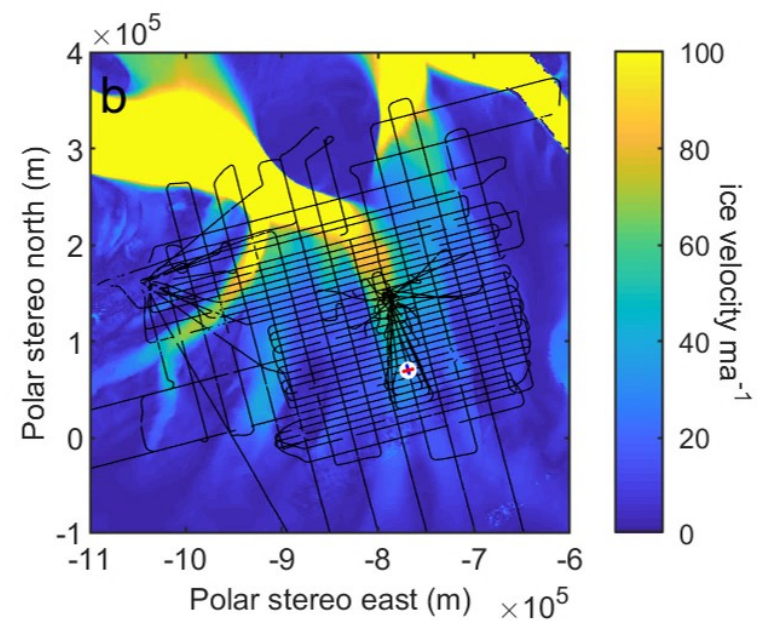 ×10⁵
b
4
3
2
1
0
-1
-11 -10 -9 -8 -7 -6
Polar stereo north (m)
Polar stereo east (m) ×10⁵
100
80
60
40
20
0
ice velocity ma⁻¹